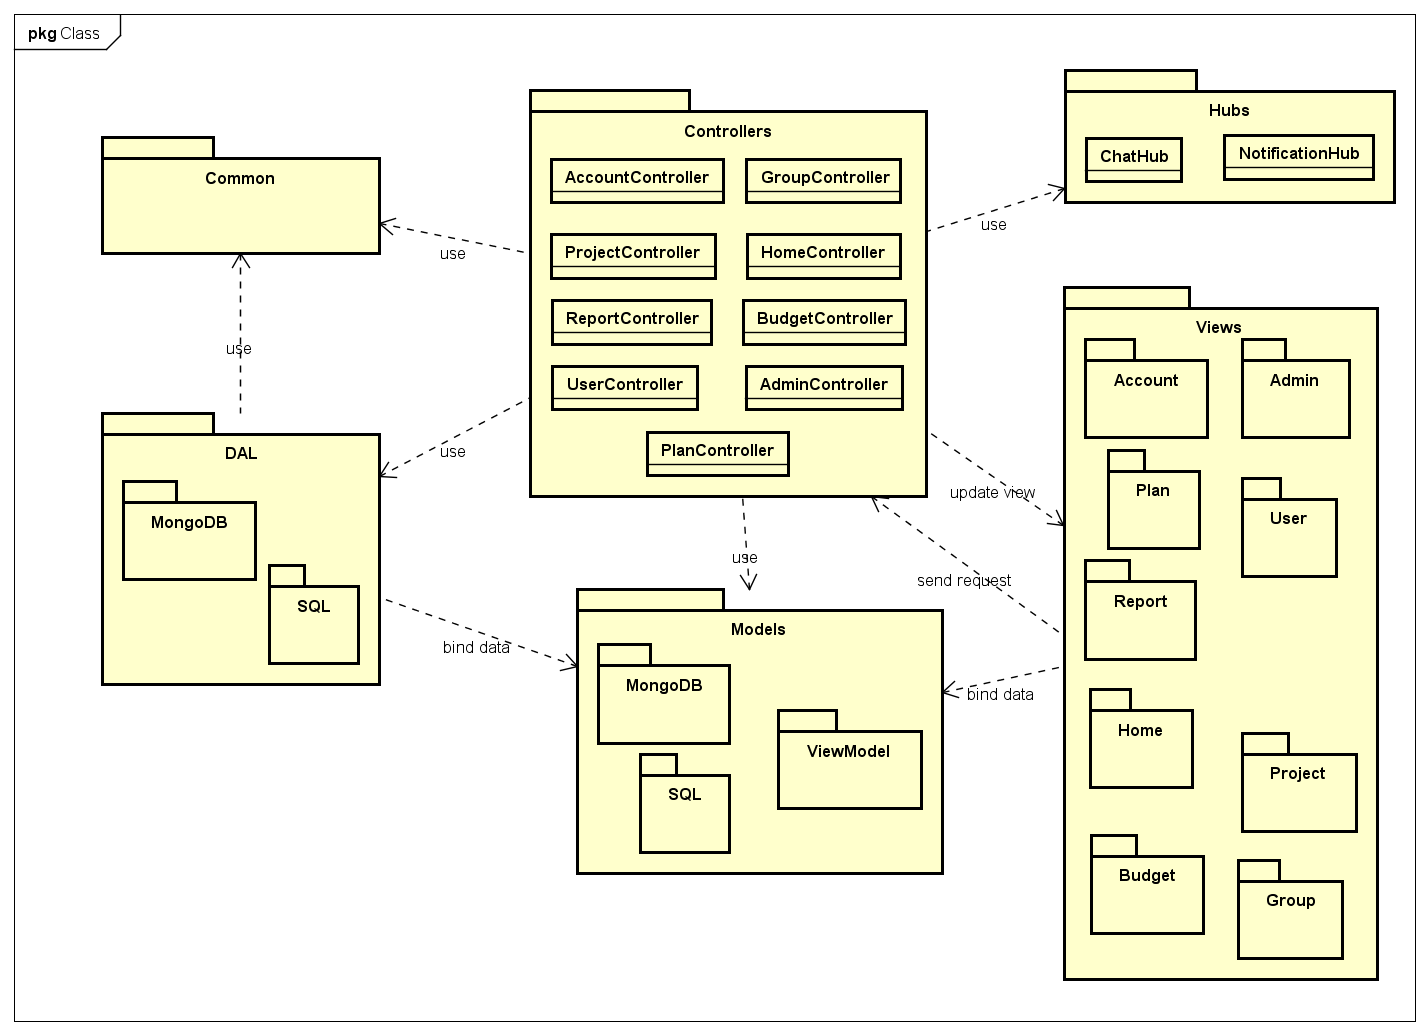 pkg Class
Common
use
use
DAL
MongoDB
SQL
use
bind data
Controllers
AccountController
GroupController
ProjectController
HomeController
ReportController
BudgetController
UserController
AdminController
PlanController
use
Models
MongoDB
SQL
ViewModel
use
Hubs
ChatHub
NotificationHub
update view
send request
bind data
Views
Account
Admin
Plan
User
Report
Home
Project
Budget
Group